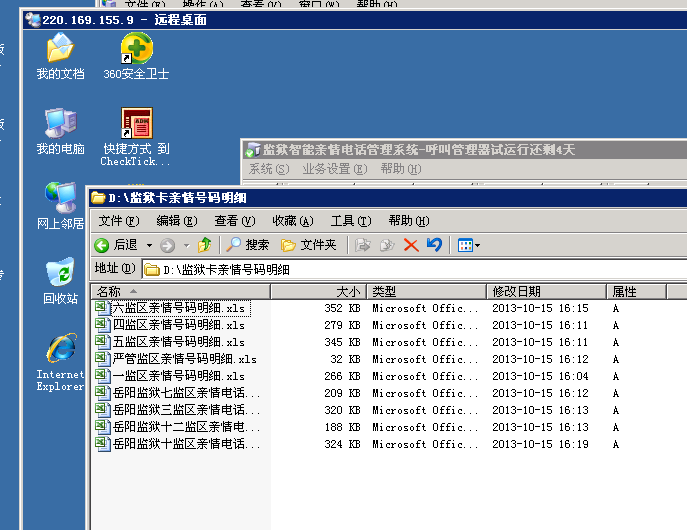 文件(F) 操作(A) 查看(V) 窗口(W) 帮助(H)
220.169.155.9 - 远程桌面
我的文档
360安全卫士
我的电脑
快捷方式 到
CheckTick...
网上邻居
回收站
Internet
Explorer
监狱智能亲情电话管理系统-呼叫管理器试运行还剩4天
系统(S) 业务设置(E) 帮助(H)
D:\监狱卡亲情号码明细
文件(F) 编辑(E) 查看(V) 收藏(A) 工具(T) 帮助(H)
后退 搜索 文件夹
地址(D) D:\监狱卡亲情号码明细
名称 大小 类型 修改日期 属性
六监区亲情号码明细.xls 352 KB Microsoft Offic... 2013-10-15 16:15 A
四监区亲情号码明细.xls 279 KB Microsoft Offic... 2013-10-15 16:11 A
五监区亲情号码明细.xls 345 KB Microsoft Offic... 2013-10-15 16:11 A
严管监区亲情号码明细.xls 32 KB Microsoft Offic... 2013-10-15 16:12 A
一监区亲情号码明细.xls 266 KB Microsoft Offic... 2013-10-15 16:04 A
岳阳监狱七监区亲情电话... 209 KB Microsoft Offic... 2013-10-15 16:12 A
岳阳监狱三监区亲情电话... 320 KB Microsoft Offic... 2013-10-15 16:13 A
岳阳监狱十二监区亲情电... 188 KB Microsoft Offic... 2013-10-15 16:13 A
岳阳监狱十监区亲情电话... 324 KB Microsoft Offic... 2013-10-15 16:19 A